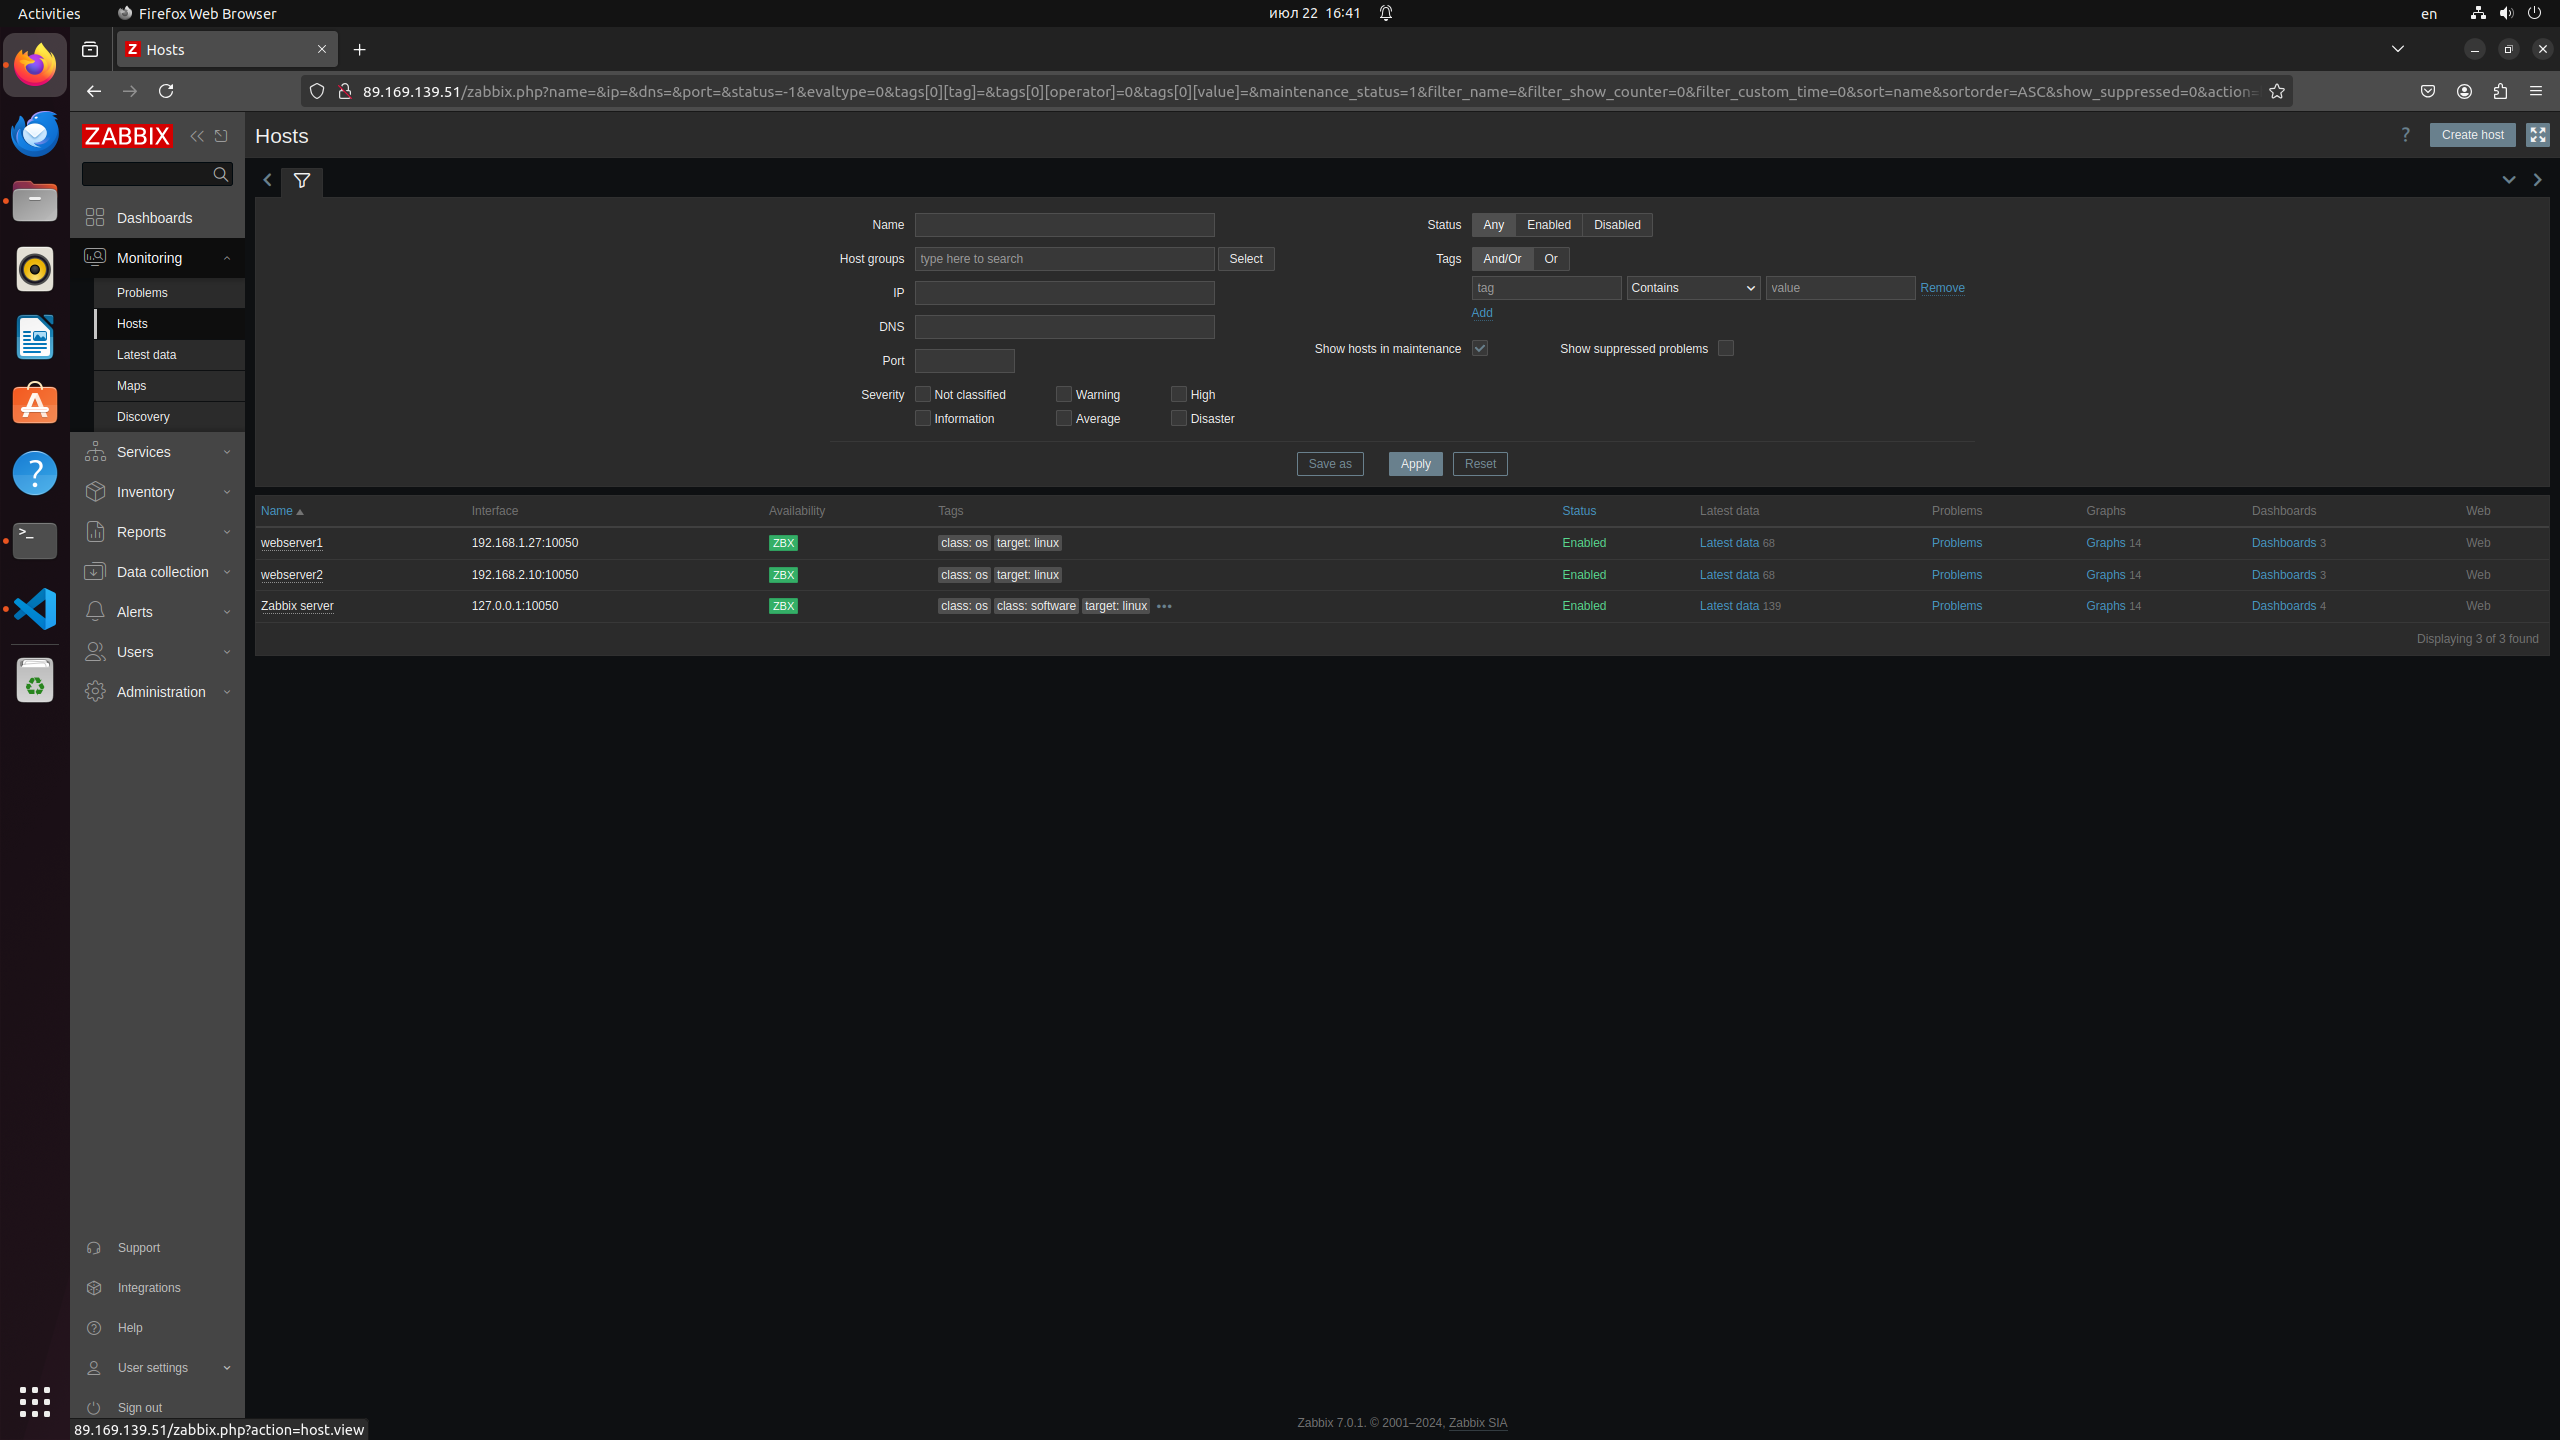 Activities Firefox Web Browser июл 22 16:41 en
Z Hosts
89.169.139.51/zabbix.php?name=&ip=&dns=&port=&status=-1&evaltype=0&tags[0][tag]=&tags[0][operator]=0&tags[0][value]=&maintenance_status=1&filter_name=&filter_show_counter=0&filter_custom_time=0&sort=name&sortorder=ASC&show_suppressed=0&action=
ZABBIX
Hosts
? Create host
Dashboards
Monitoring
Problems
Hosts
Latest data
Maps
Discovery
Services
Inventory
Reports
Data collection
Alerts
Users
Administration
Support
Integrations
Help
User settings
Sign out
Name
Host groups type here to search Select
IP
DNS
Port
Severity Not classified Warning High
Information Average Disaster
Status Any Enabled Disabled
Tags And/Or Or
tag Contains value Remove
Add
Show hosts in maintenance Show suppressed problems
Save as Apply Reset
Name Interface Availability Tags Status Latest data Problems Graphs Dashboards Web
webserver1 192.168.1.27:10050 ZBX class: os target: linux Enabled Latest data 68 Problems Graphs 14 Dashboards 3 Web
webserver2 192.168.2.10:10050 ZBX class: os target: linux Enabled Latest data 68 Problems Graphs 14 Dashboards 3 Web
Zabbix server 127.0.0.1:10050 ZBX class: os class: software target: linux ••• Enabled Latest data 139 Problems Graphs 14 Dashboards 4 Web
Displaying 3 of 3 found
Zabbix 7.0.1. © 2001–2024, Zabbix SIA
89.169.139.51/zabbix.php?action=host.view